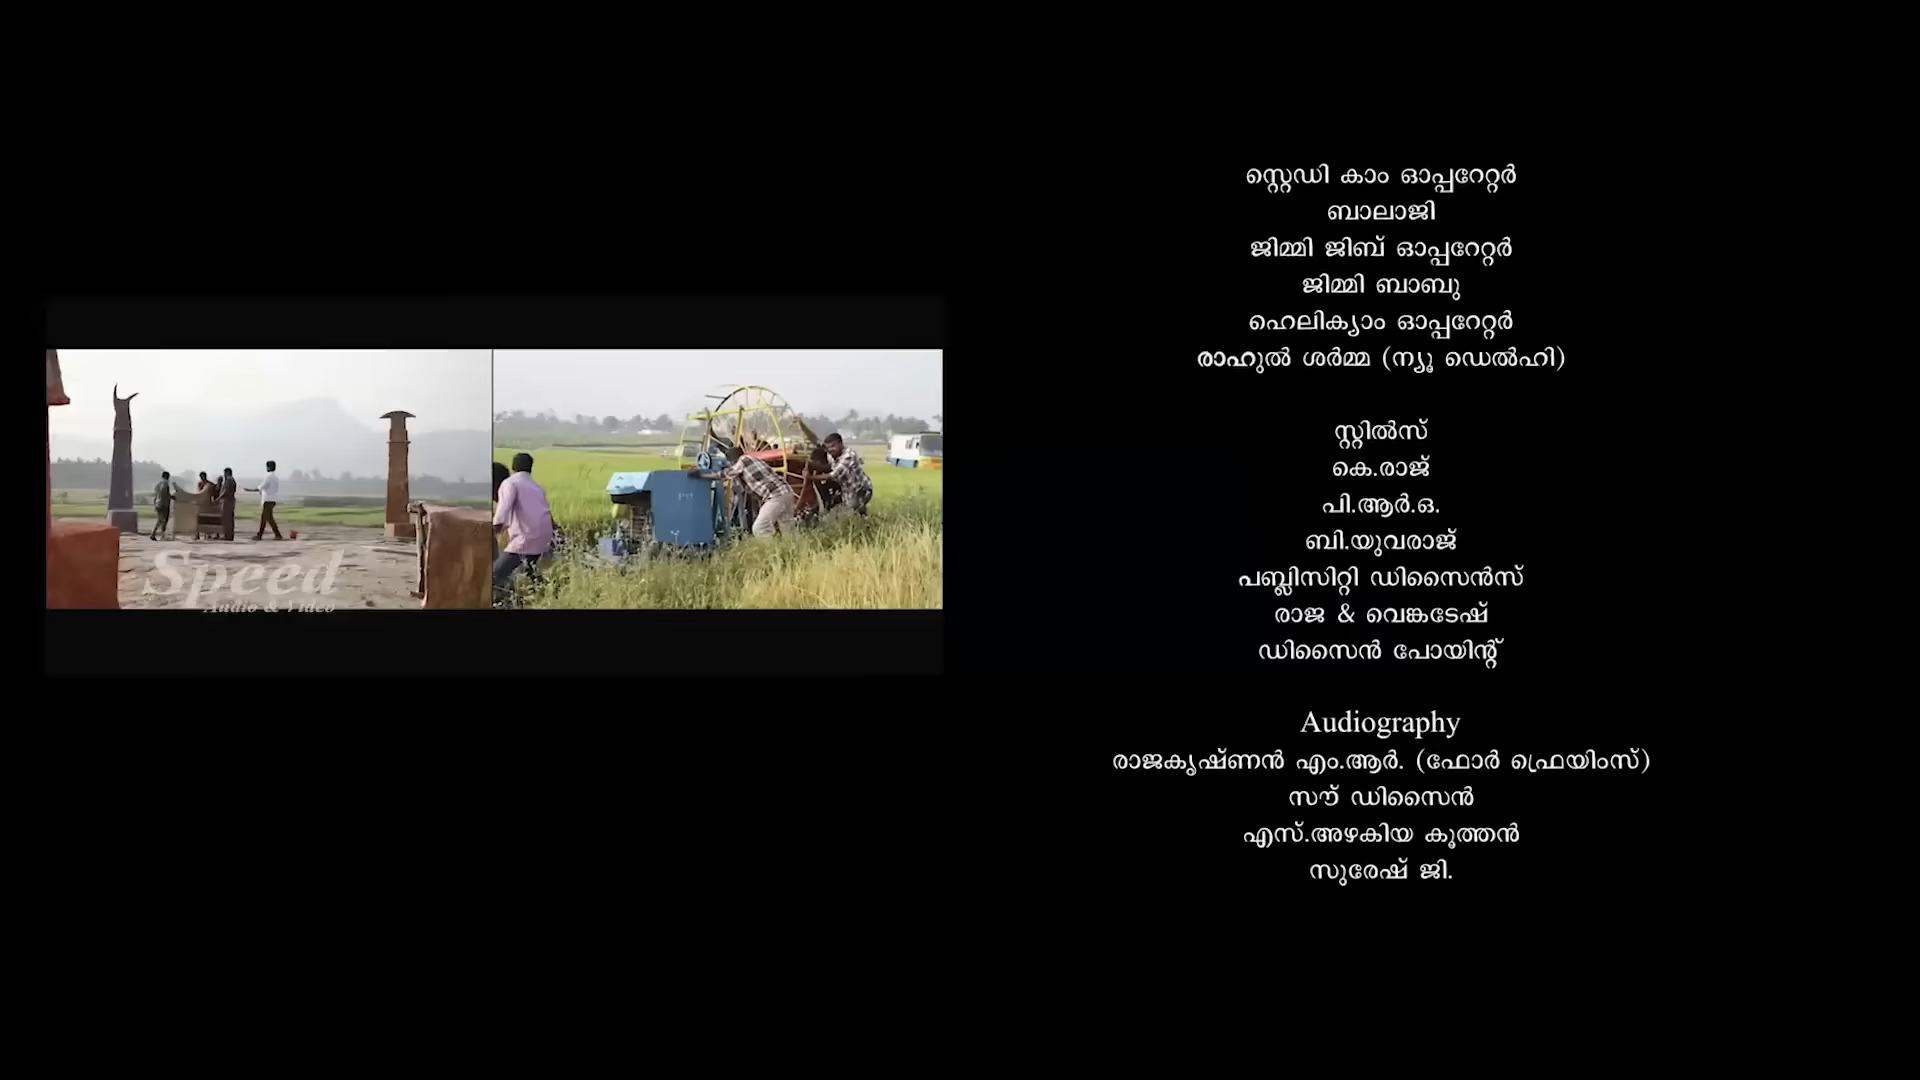 സ്റ്റെഡി കാം ഓപ്പറേറ്റർ
ബാലാജി
ജിമ്മി ജിബ് ഓപ്പറേറ്റർ
ജിമ്മി ബാബു
ഹെലിക്യാം ഓപ്പറേറ്റർ
രാഹുൽ ശർമ്മ (ന്യൂ ഡെൽഹി)
സ്റ്റിൽസ്
കെ.രാജ്
പി.ആർ.ഒ.
ബി.യുവരാജ്
പബ്ലിസിറ്റി ഡിസൈൻസ്
രാജ & വെങ്കടേഷ്
ഡിസൈൻ പോയിന്റ്
Audiography
രാജകൃഷ്ണൻ എം.ആർ. (ഫോർ ഫ്രെയിംസ്)
സൗ് ഡിസൈൻ
എസ്.അഴകിയ കൂത്തൻ
സുരേഷ് ജി.
Speed
Audio & Video